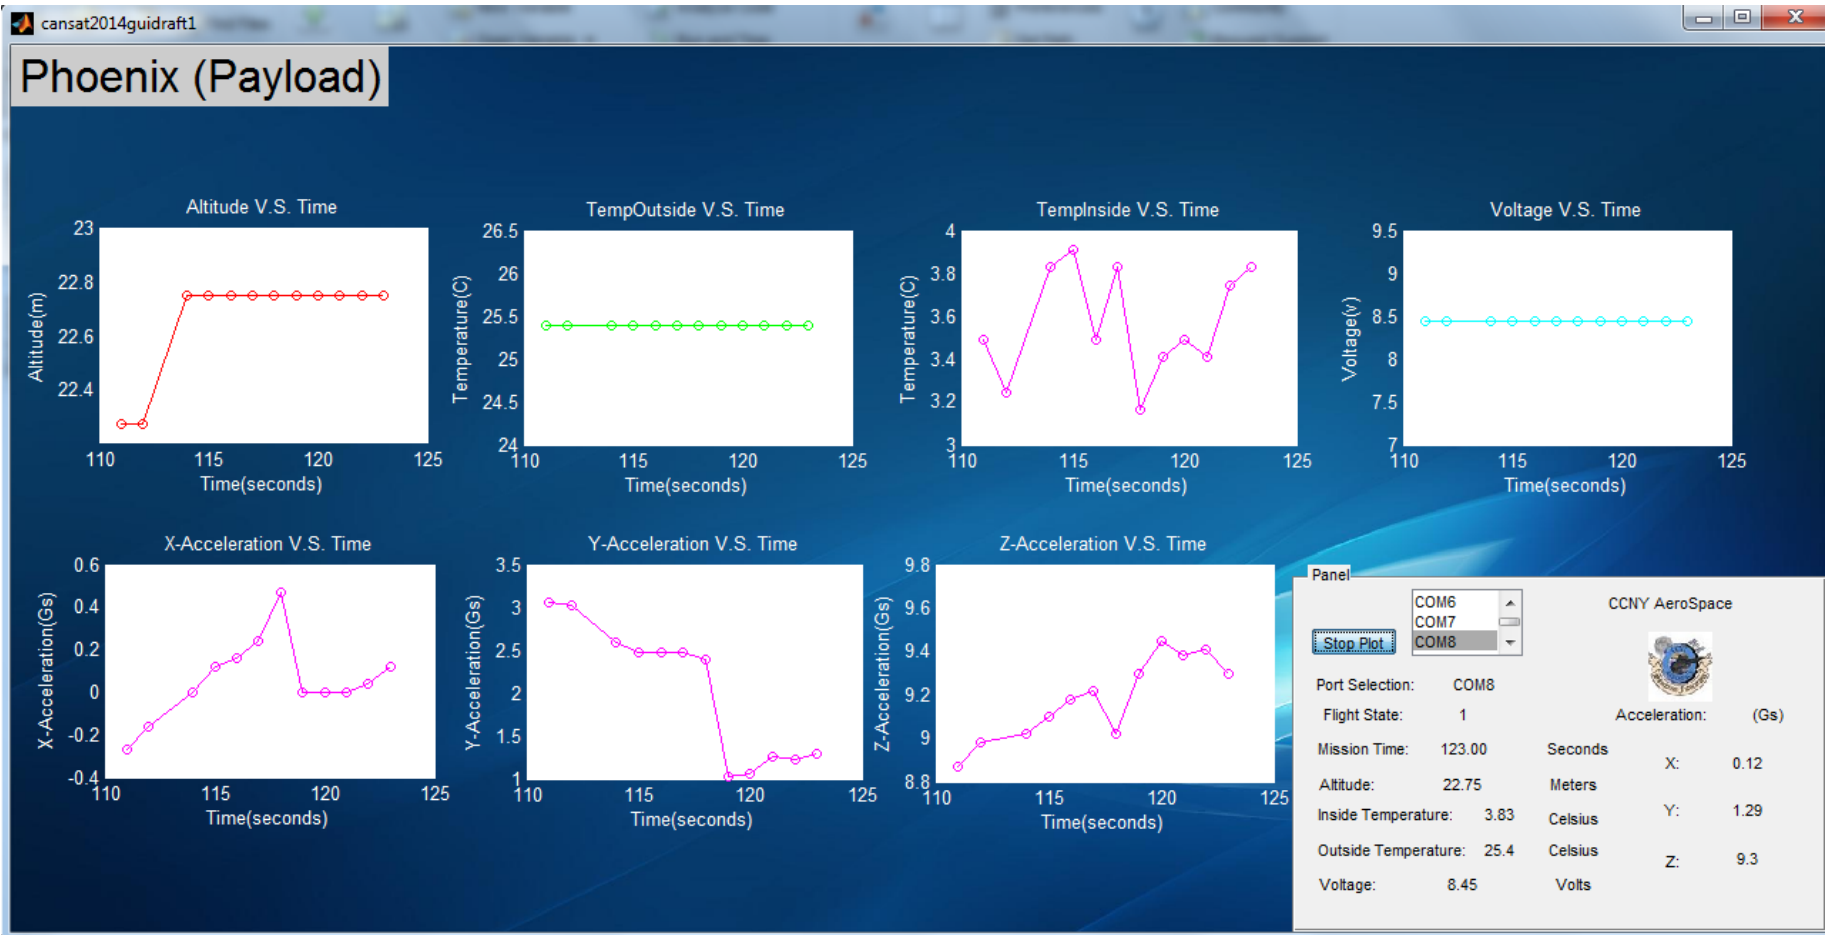 cansat2014guidraft1
Phoenix (Payload)
Altitude V.S. Time
23
22.8
22.6
22.4
Altitude(m)
110 115 120 125
Time(seconds)
TempOutside V.S. Time
26.5
26
25.5
25
24.5
24
Temperature(C)
110 115 120 125
Time(seconds)
TempInside V.S. Time
4
3.8
3.6
3.4
3.2
3
Temperature(C)
110 115 120 125
Time(seconds)
Voltage V.S. Time
9.5
9
8.5
8
7.5
7
Voltage(v)
110 115 120 125
Time(seconds)
X-Acceleration V.S. Time
0.6
0.4
0.2
0
-0.2
-0.4
X-Acceleration(Gs)
110 115 120 125
Time(seconds)
Y-Acceleration V.S. Time
3.5
3
2.5
2
1.5
1
Y-Acceleration(Gs)
110 115 120 125
Time(seconds)
Z-Acceleration V.S. Time
9.8
9.6
9.4
9.2
9
8.8
Z-Acceleration(Gs)
110 115 120 125
Time(seconds)
Panel
COM6
COM7
COM8
Stop Plot
CCNY AeroSpace
Port Selection: COM8
Flight State: 1
Acceleration: (Gs)
Mission Time: 123.00 Seconds
X: 0.12
Altitude: 22.75 Meters
Inside Temperature: 3.83 Celsius
Y: 1.29
Outside Temperature: 25.4 Celsius
Z: 9.3
Voltage: 8.45 Volts